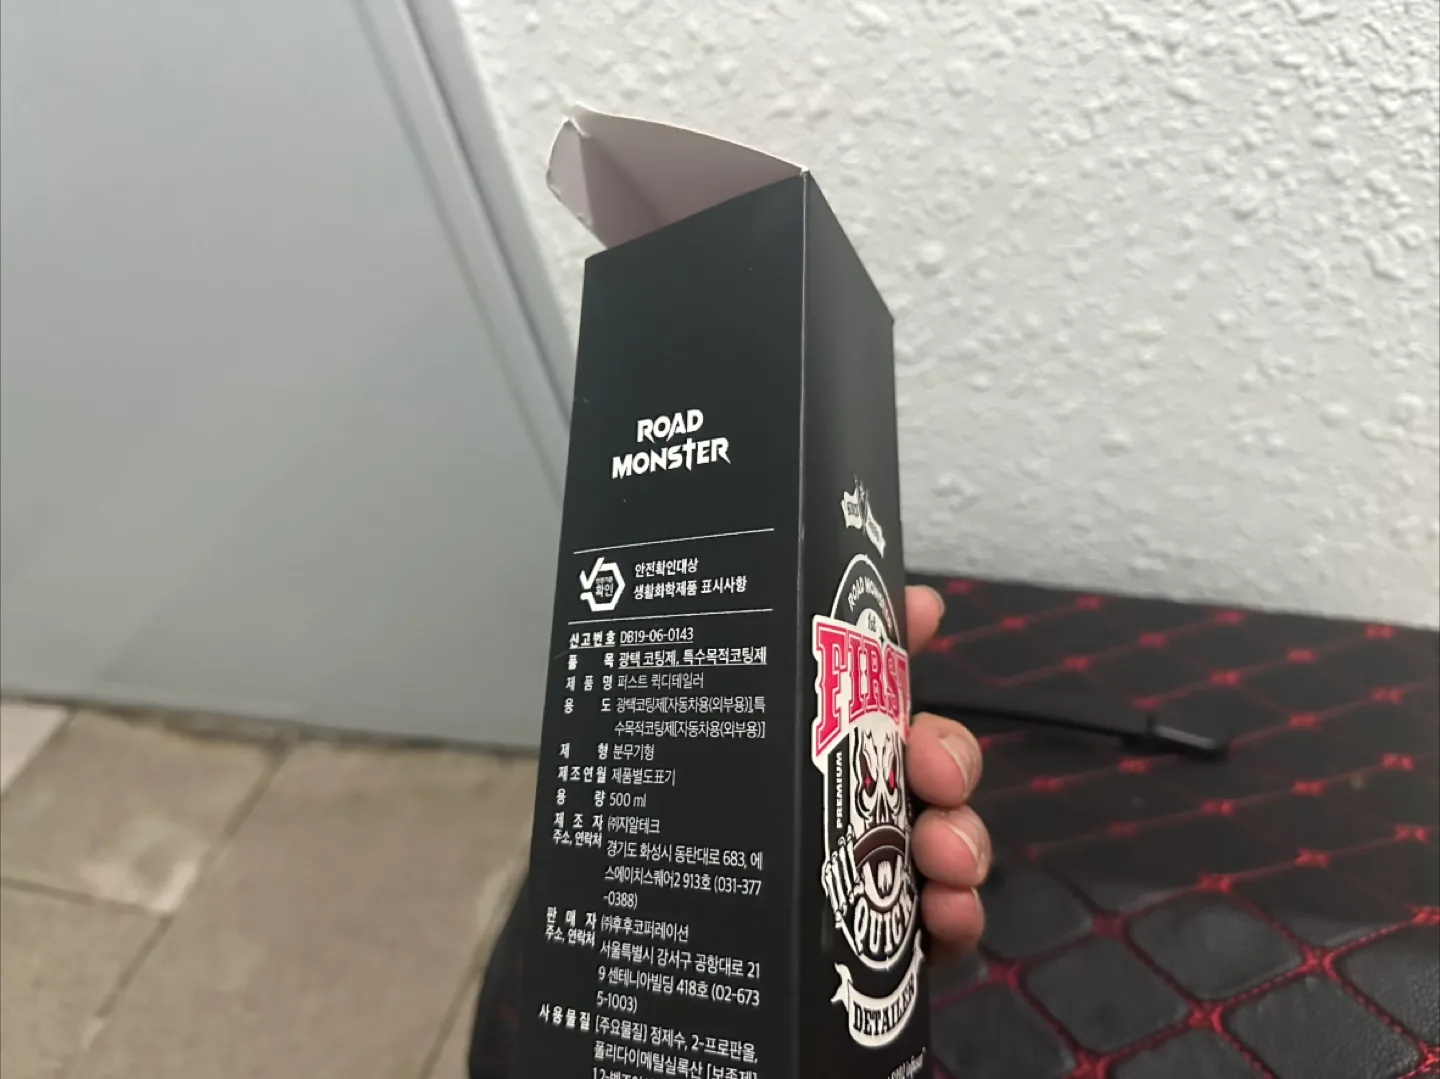 ROAD
MONSTER
안전기준
확인
안전확인대상
생활화학제품 표시사항
신고번호 DB19-06-0143
품 목 광택 코팅제, 특수목적코팅제
제 품 명 퍼스트 퀵디테일러
용 도 광택코팅제[자동차용(외부용)],특
수목적코팅제[자동차용(외부용)]
제 형 분무기형
제조연월 제품별도표기
용 량 500 ml
제 조 자 ㈜지알테크
주소, 연락처 경기도 화성시 동탄대로 683, 에
스에이치스퀘어2 913호 (031-377
-0388)
판 매 자 ㈜후후코퍼레이션
주소, 연락처 서울특별시 강서구 공항대로 21
9 센테니아빌딩 418호 (02-673
5-1003)
사용물질 [주요물질] 정제수, 2-프로판올,
폴리다이메틸실록산 [보존제]
ROAD MONSTER
1st
FIRST
PREMIUM
QUICK
DETAILER